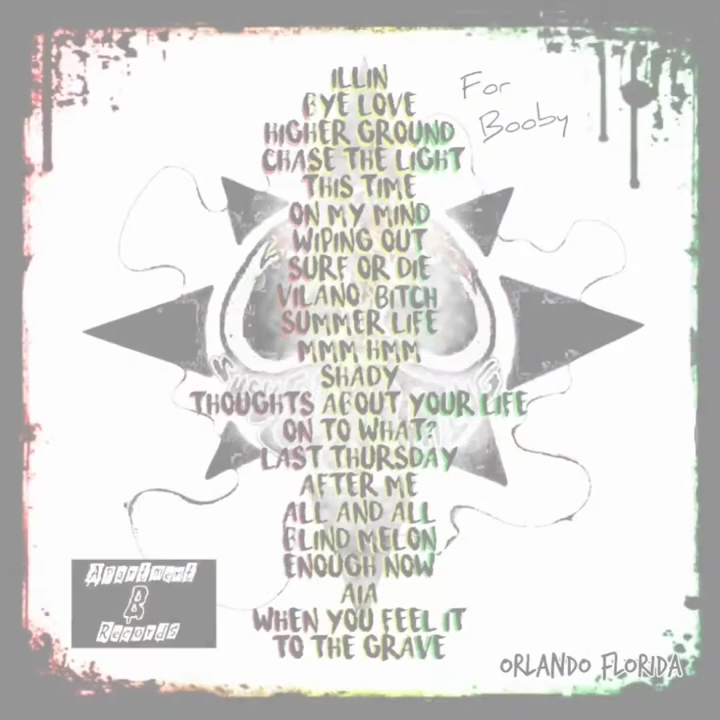 ILLIN
BYE LOVE
HIGHER GROUND
CHASE THE LIGHT
THIS TIME
ON MY MIND
WIPING OUT
SURF OR DIE
VILANO BITCH
SUMMER LIFE
MMM HMM
SHADY
THOUGHTS ABOUT YOUR LIFE
ON TO WHAT?
LAST THURSDAY
AFTER ME
ALL AND ALL
BLIND MELON
ENOUGH NOW
AIA
WHEN YOU FEEL IT
TO THE GRAVE
For
Booby
Apartment
B
Records
ORLANDO FLORIDA